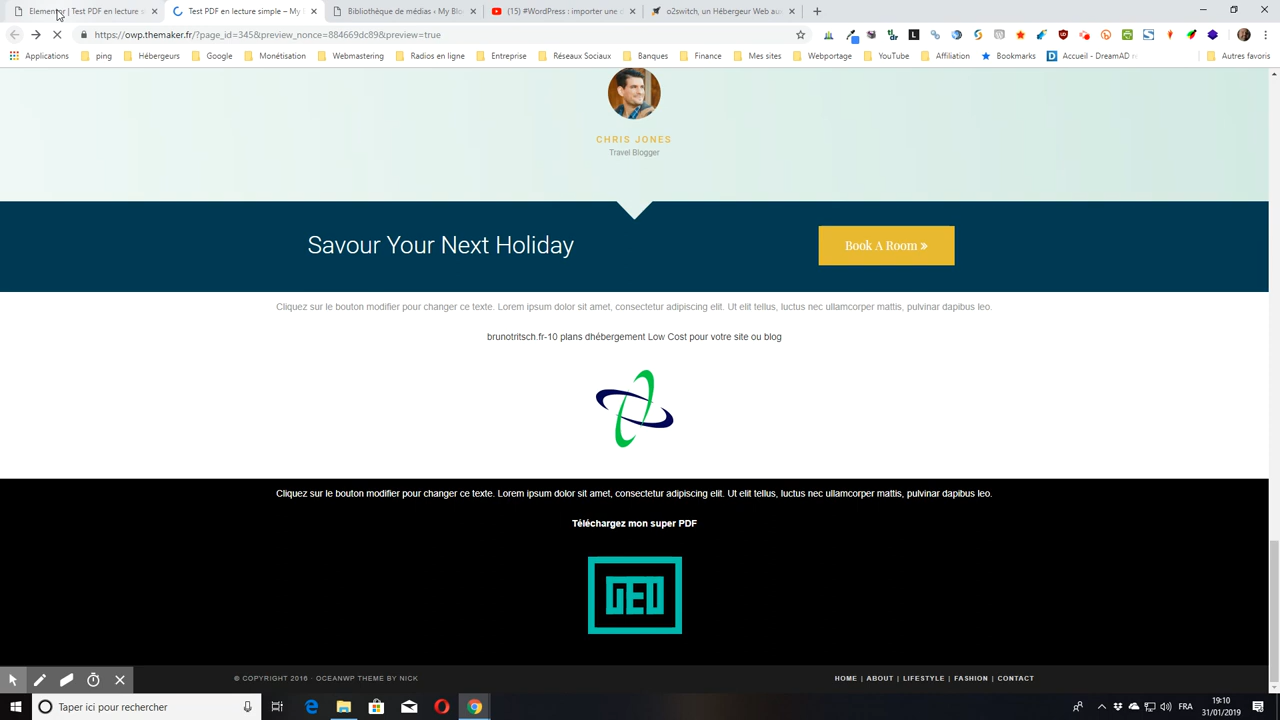 Elementor | Test PDF en lecture s
Test PDF en lecture simple – My
Bibliothèque de médias ‹ My Blo
(15) #WordPress : importer une
o2switch, un Hébergeur Web au
https://owp.themaker.fr/?page_id=345&preview_nonce=884669dc89&preview=true
Applications ping Hébergeurs Google Monétisation Webmastering Radios en ligne Entreprise Réseaux Sociaux Banques Finance Mes sites Webportage YouTube Affiliation Bookmarks Accueil - DreamAD Autres favoris
CHRIS JONES
Travel Blogger
Savour Your Next Holiday
Book A Room »
Cliquez sur le bouton modifier pour changer ce texte. Lorem ipsum dolor sit amet, consectetur adipiscing elit. Ut elit tellus, luctus nec ullamcorper mattis, pulvinar dapibus leo.
brunotritsch.fr-10 plans dhébergement Low Cost pour votre site ou blog
Cliquez sur le bouton modifier pour changer ce texte. Lorem ipsum dolor sit amet, consectetur adipiscing elit. Ut elit tellus, luctus nec ullamcorper mattis, pulvinar dapibus leo.
Téléchargez mon super PDF
GEO
© COPYRIGHT 2016 · OCEANWP THEME BY NICK
HOME | ABOUT | LIFESTYLE | FASHION | CONTACT
Taper ici pour rechercher
FRA
19:10
31/01/2019